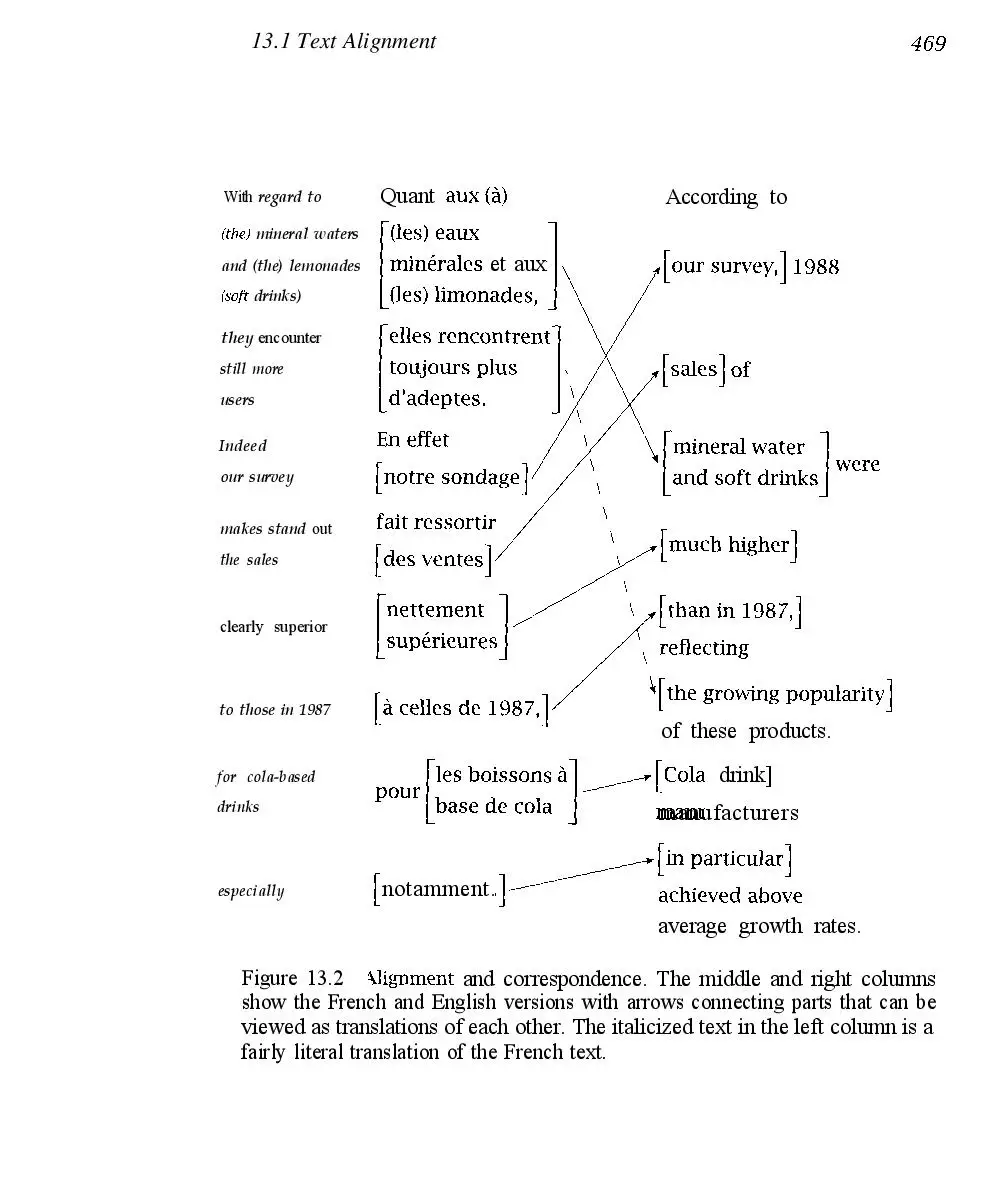 13.1 Text Alignment
469
With regard to
(the) mineral waters
and (the) lemonades
(soft drinks)
they encounter
still more
users
Indeed
our survey
makes stand out
the sales
clearly superior
to those in 1987
for cola-based
drinks
especially
Quant aux (à)
[(les) eaux
minérales et aux
(les) limonades,]
[elles rencontrent
toujours plus
d'adeptes.]
En effet
[notre sondage]
fait ressortir
[des ventes]
[nettement
supérieures]
[à celles de 1987,]
pour [les boissons à
base de cola]
[notamment..]
According to
[our survey,] 1988
[sales] of
[mineral water
and soft drinks] were
[much higher]
[than in 1987,]
reflecting
[the growing popularity]
of these products.
[Cola drink]
manufacturers
[in particular]
achieved above
average growth rates.
Figure 13.2 Alignment and correspondence. The middle and right columns
show the French and English versions with arrows connecting parts that can be
viewed as translations of each other. The italicized text in the left column is a
fairly literal translation of the French text.